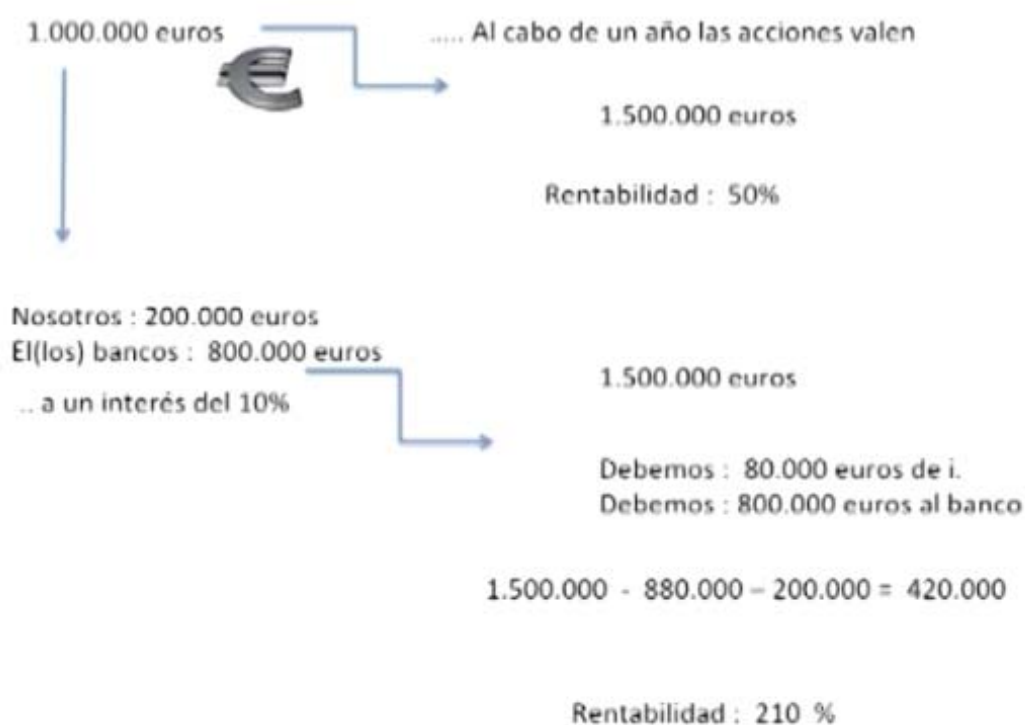 1.000.000 euros
..... Al cabo de un año las acciones valen
€
1.500.000 euros
Rentabilidad : 50%
Nosotros : 200.000 euros
El(los) bancos : 800.000 euros
.. a un interés del 10%
1.500.000 euros
Debemos : 80.000 euros de i.
Debemos : 800.000 euros al banco
1.500.000 - 880.000 – 200.000 = 420.000
Rentabilidad : 210 %